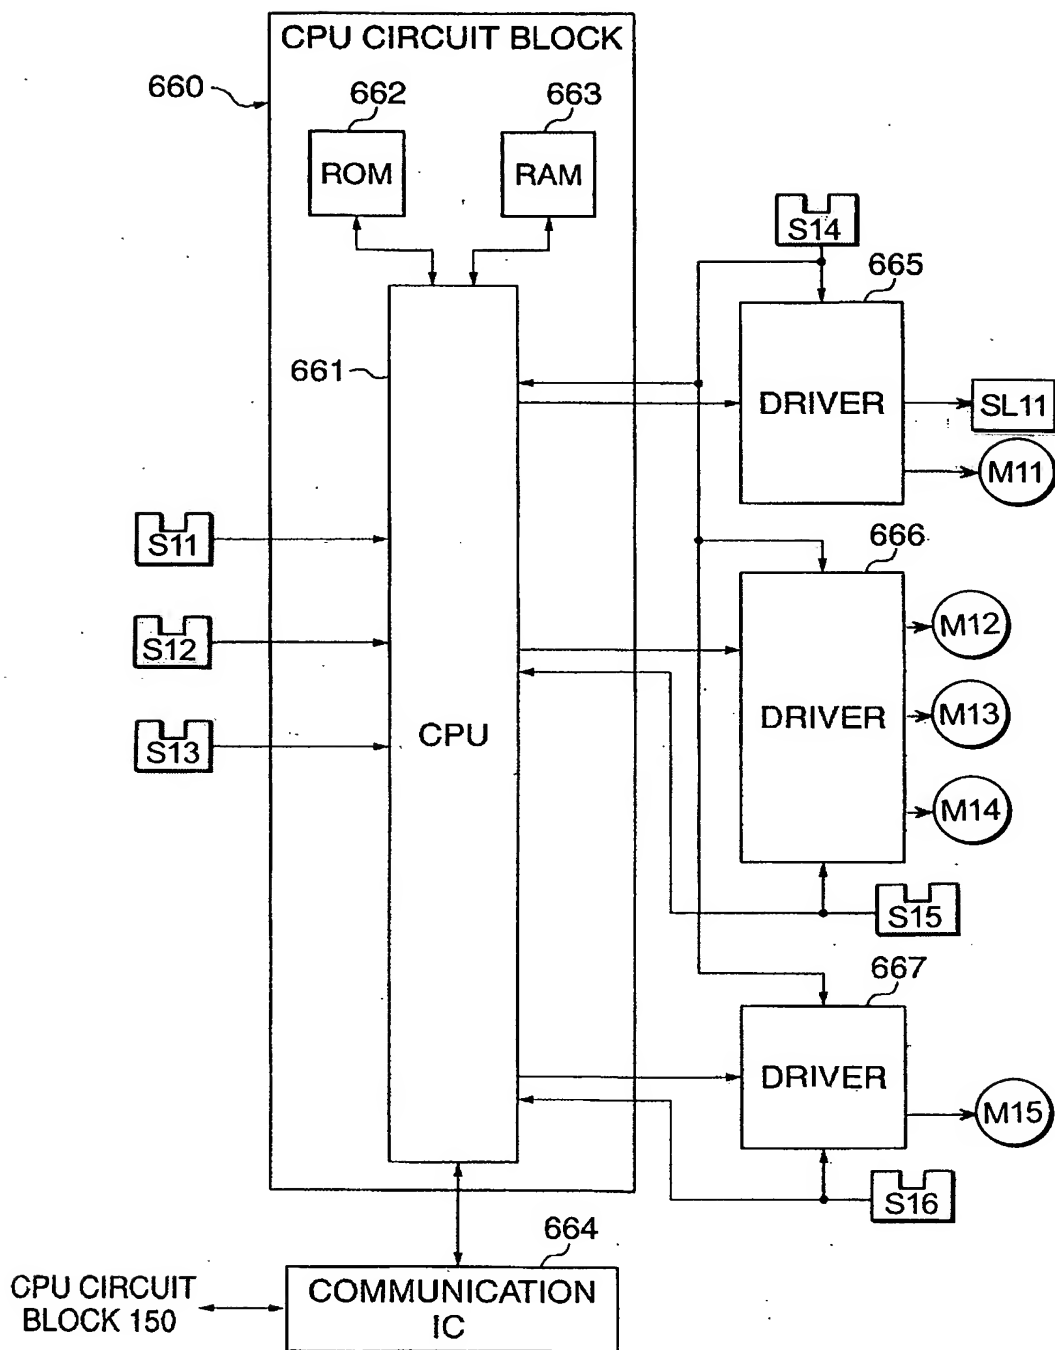 CPU CIRCUIT BLOCK
660
662
663
ROM
RAM
S14
665
661
DRIVER
SL11
M11
S11
666
M12
S12
CPU
DRIVER
M13
S13
M14
S15
667
DRIVER
M15
S16
664
CPU CIRCUIT
BLOCK 150
COMMUNICATION
IC